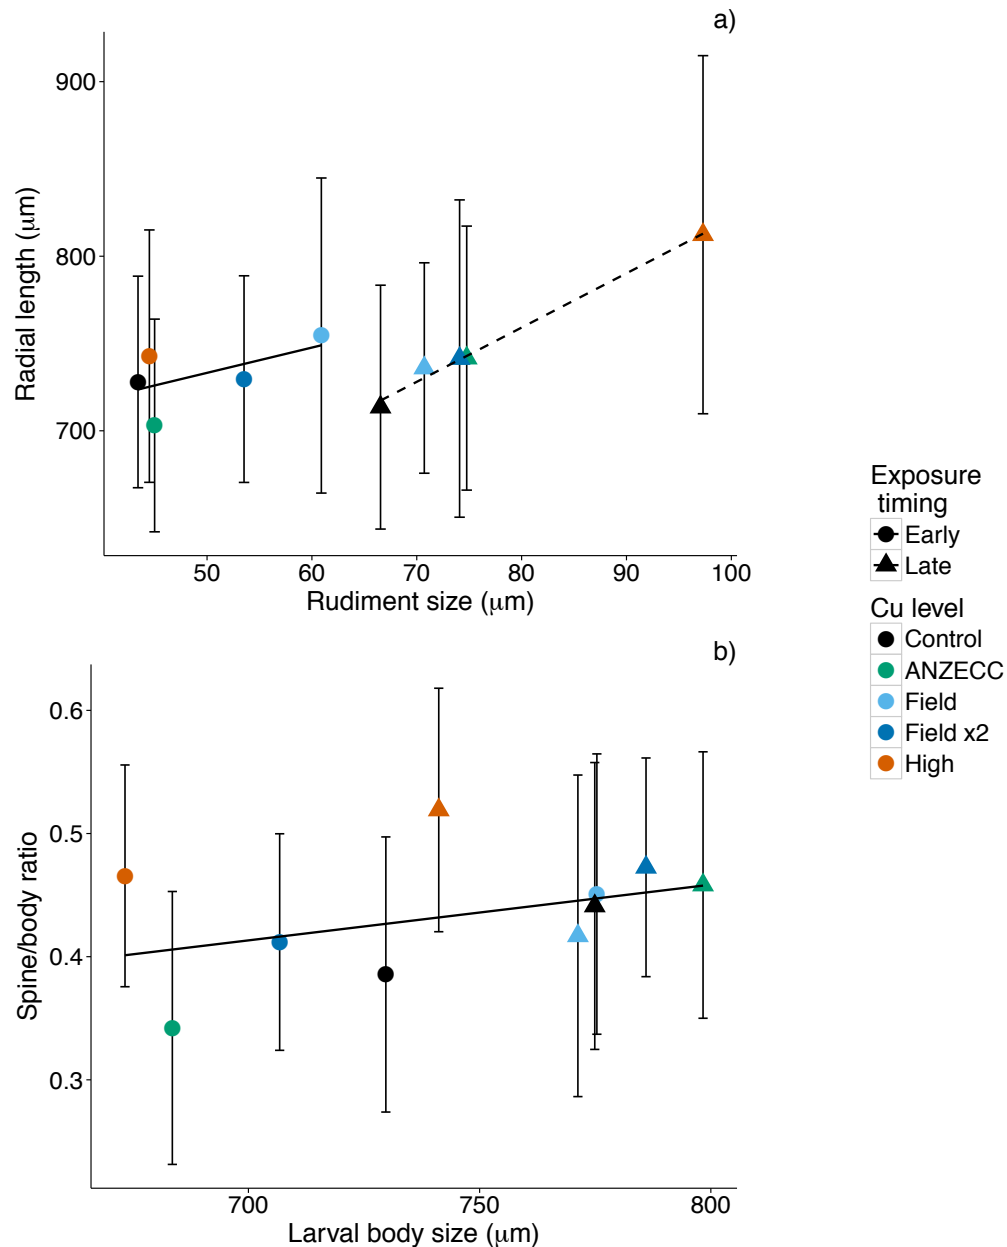 a)
900
800
700
Radial length (μm)
50 60 70 80 90 100
Rudiment size (μm)
Exposure
timing
Early
Late
Cu level
Control
ANZECC
Field
Field x2
High
b)
0.6
0.5
0.4
0.3
Spine/body ratio
700 750 800
Larval body size (μm)